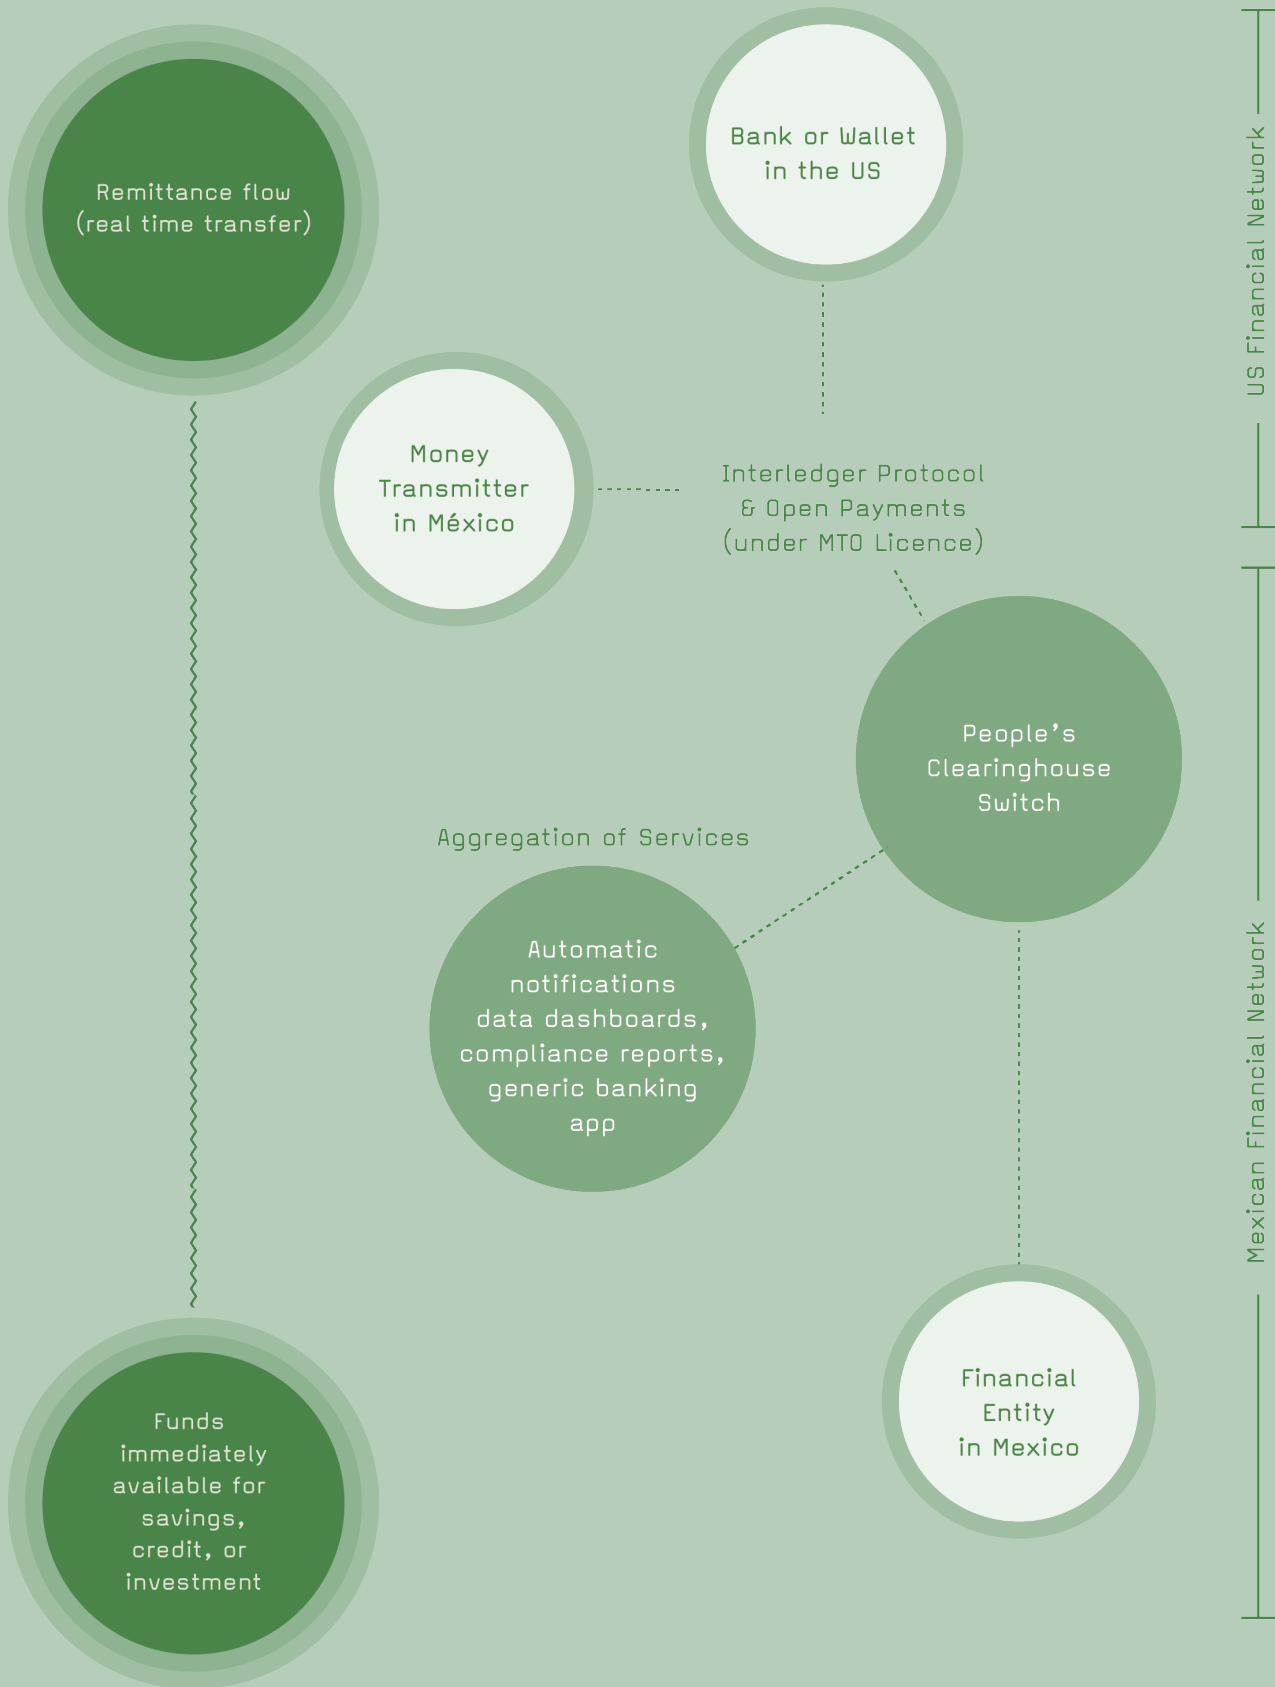 Remittance flow
(real time transfer)
Bank or Wallet
in the US
US Financial Network
Money
Transmitter
in México
Interledger Protocol
& Open Payments
(under MTO Licence)
People’s
Clearinghouse
Switch
Aggregation of Services
Automatic
notifications
data dashboards,
compliance reports,
generic banking
app
Mexican Financial Network
Financial
Entity
in Mexico
Funds
immediately
available for
savings,
credit, or
investment